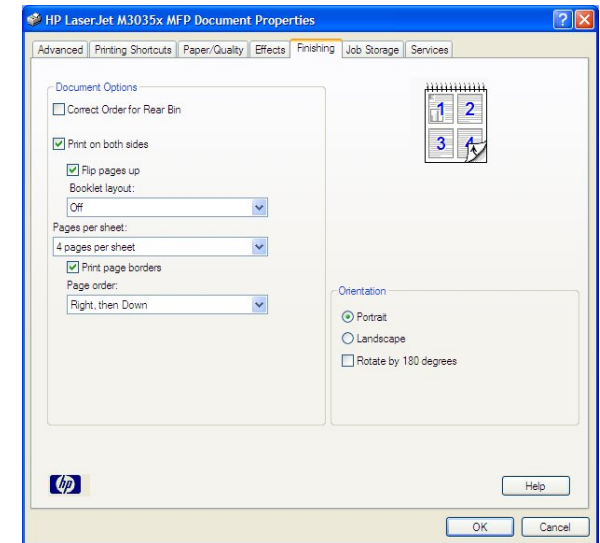 HP LaserJet M3035x MFP Document Properties
Advanced Printing Shortcuts Paper/Quality Effects Finishing Job Storage Services
Document Options
Correct Order for Rear Bin
Print on both sides
Flip pages up
Booklet layout:
Off
Pages per sheet:
4 pages per sheet
Print page borders
Page order:
Right, then Down
1 2
3 4
Orientation
Portrait
Landscape
Rotate by 180 degrees
hp
Help
OK Cancel